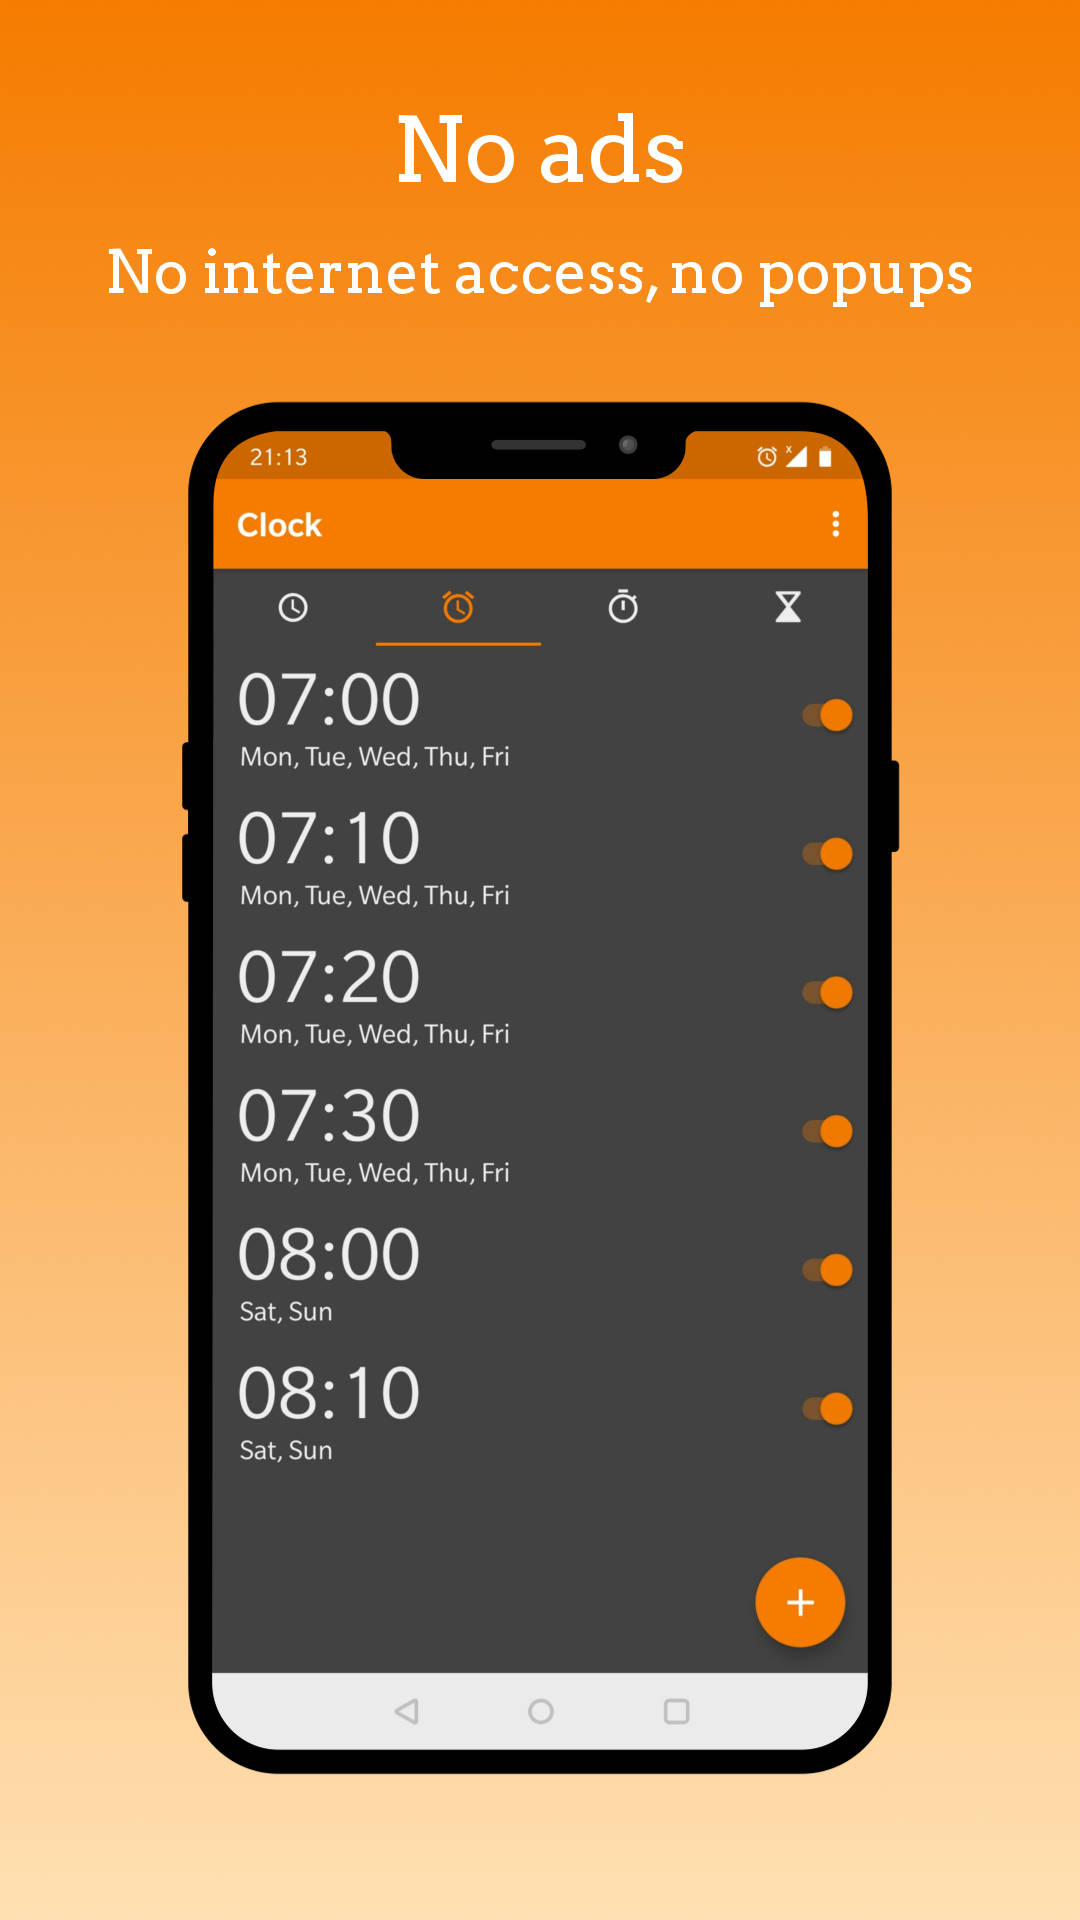 No ads
No internet access, no popups
21:13
x
Clock
07:00
Mon, Tue, Wed, Thu, Fri
07:10
Mon, Tue, Wed, Thu, Fri
07:20
Mon, Tue, Wed, Thu, Fri
07:30
Mon, Tue, Wed, Thu, Fri
08:00
Sat, Sun
08:10
Sat, Sun